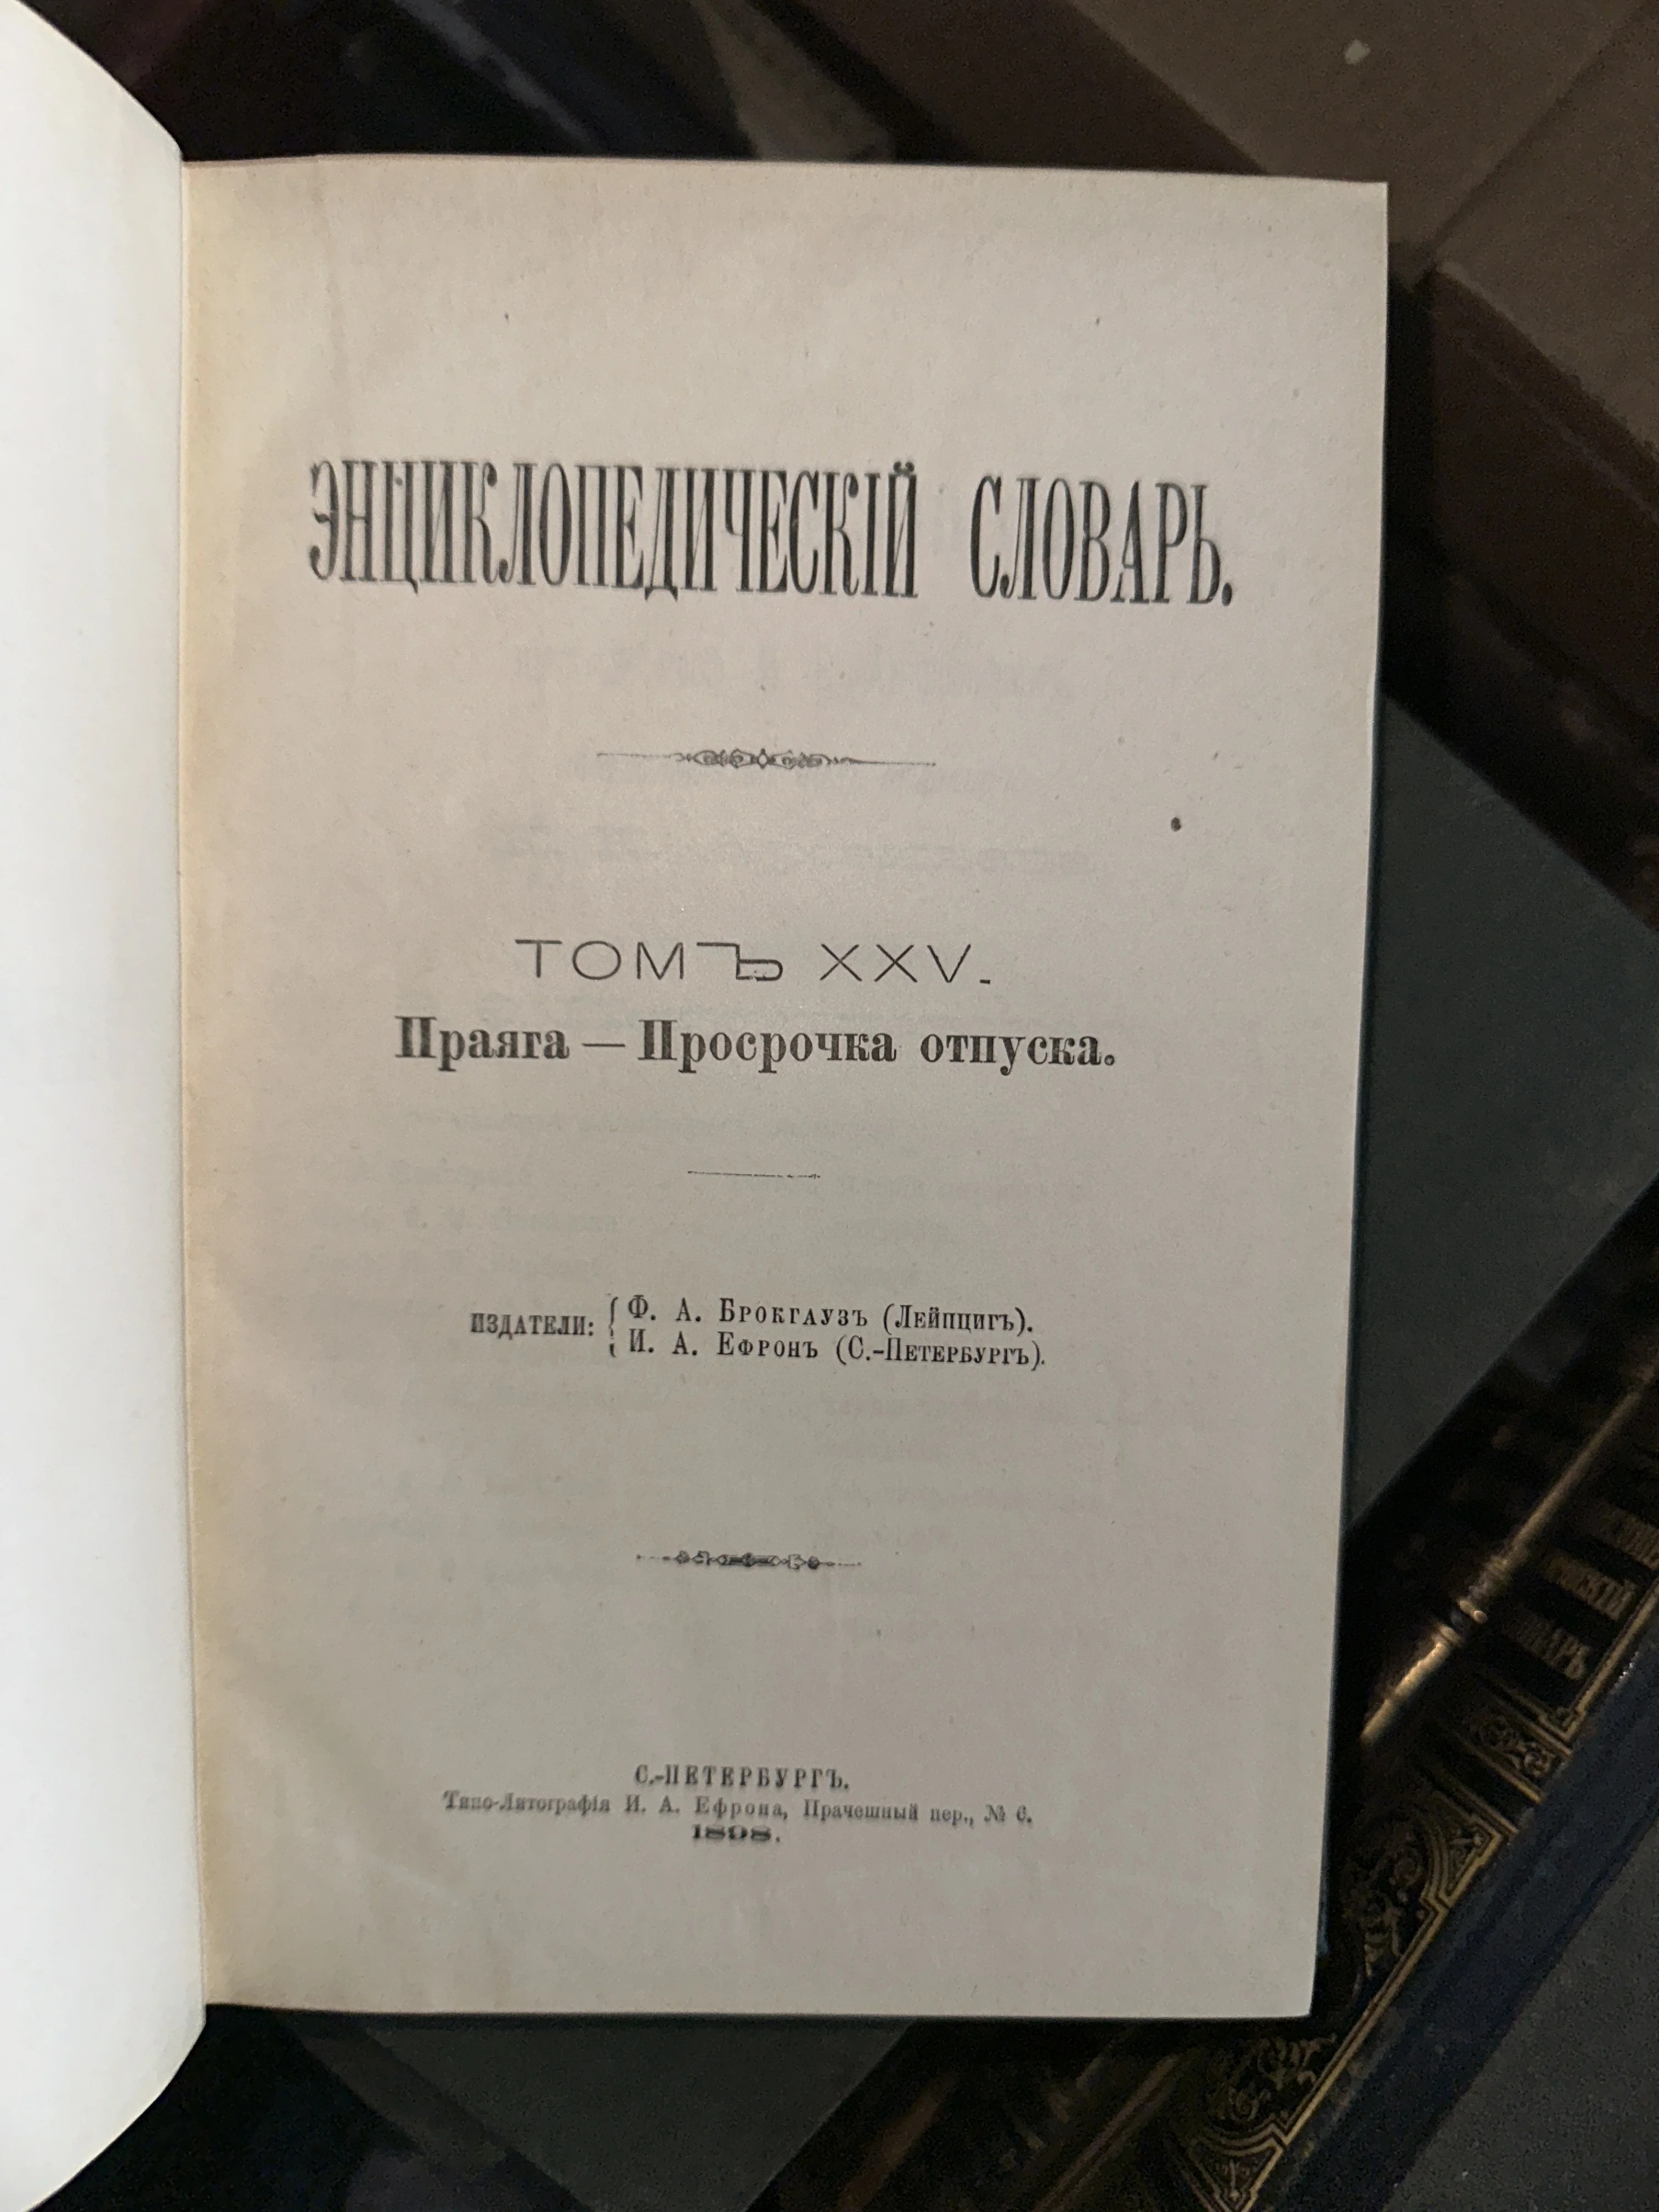 ЭНЦИКЛОПЕДИЧЕСКІЙ СЛОВАРЬ.
ТОМЪ XXV.
Праяга — Просрочка отпуска.
ИЗДАТЕЛИ:
Ф. А. Брокгаузъ (Лейпцигъ).
И. А. Ефронъ (С.-Петербургъ).
С.-ПЕТЕРБУРГЪ.
Типо-Литографія И. А. Ефрона, Прачешный пер., № 6.
1898.
СЛОВАРЬ